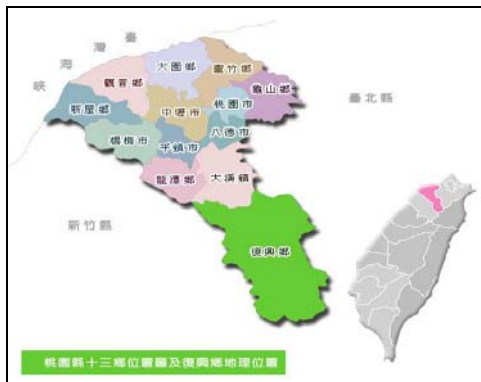 臺
灣
海
峽
大園鄉
蘆竹鄉
觀音鄉
龜山鄉
桃園市
新屋鄉
中壢市
臺北縣
楊梅市
平鎮市
八德市
龍潭鄉
大溪鎮
新竹縣
復興鄉
桃園縣十三鄉位置圖及復興鄉地理位置